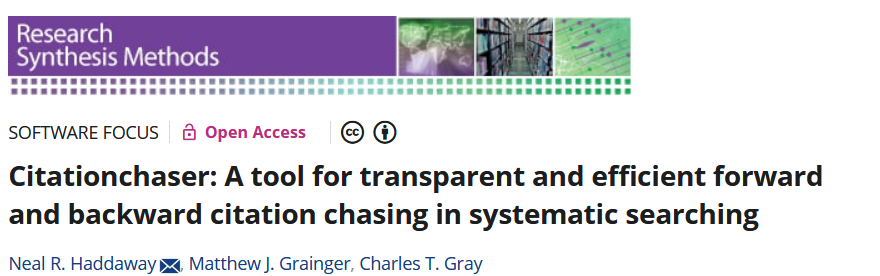 Research
Synthesis Methods
SOFTWARE FOCUS Open Access cc
Citationchaser: A tool for transparent and efficient forward
and backward citation chasing in systematic searching
Neal R. Haddaway, Matthew J. Grainger, Charles T. Gray